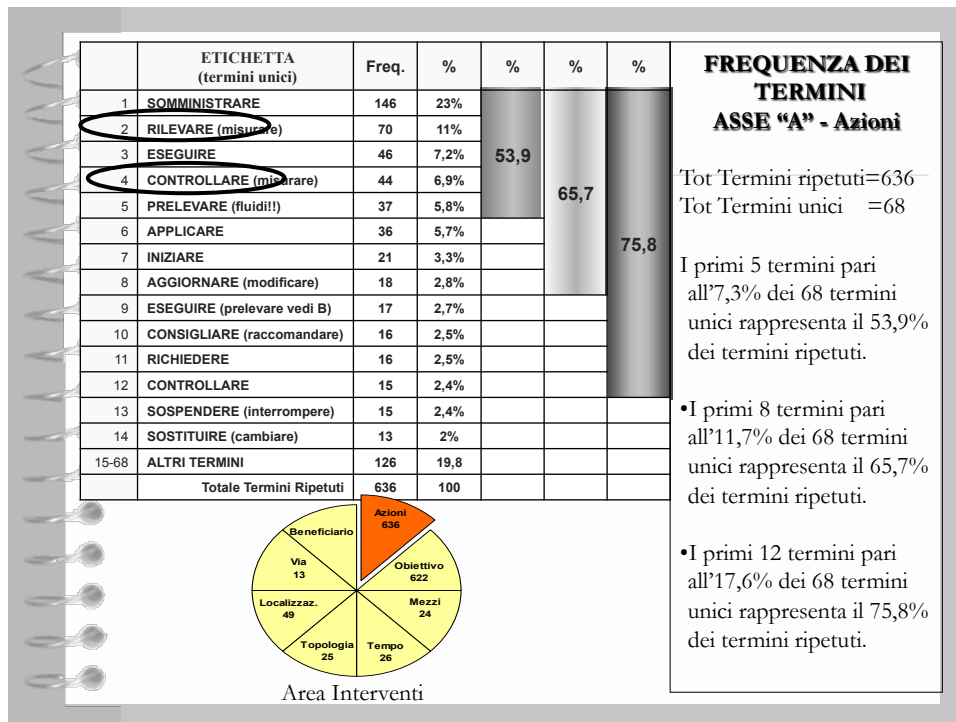 ETICHETTA
(termini unici) Freq. % % % %
1 SOMMINISTRARE 146 23%
2 RILEVARE (misurare) 70 11%
3 ESEGUIRE 46 7,2% 53,9
4 CONTROLLARE (misurare) 44 6,9%
65,7
5 PRELEVARE (fluidi!!) 37 5,8%
6 APPLICARE 36 5,7%
75,8
7 INIZIARE 21 3,3%
8 AGGIORNARE (modificare) 18 2,8%
9 ESEGUIRE (prelevare vedi B) 17 2,7%
10 CONSIGLIARE (raccomandare) 16 2,5%
11 RICHIEDERE 16 2,5%
12 CONTROLLARE 15 2,4%
13 SOSPENDERE (interrompere) 15 2,4%
14 SOSTITUIRE (cambiare) 13 2%
15-68 ALTRI TERMINI 126 19,8
Totale Termini Ripetuti 636 100
FREQUENZA DEI
TERMINI
ASSE “A” - Azioni
Tot Termini ripetuti=636
Tot Termini unici =68
I primi 5 termini pari
all’7,3% dei 68 termini
unici rappresenta il 53,9%
dei termini ripetuti.
•I primi 8 termini pari
all’11,7% dei 68 termini
unici rappresenta il 65,7%
dei termini ripetuti.
•I primi 12 termini pari
all’17,6% dei 68 termini
unici rappresenta il 75,8%
dei termini ripetuti.
Azioni
636
Obiettivo
622
Mezzi
24
Tempo
26
Topologia
25
Localizzaz.
49
Via
13
Beneficiario
Area Interventi